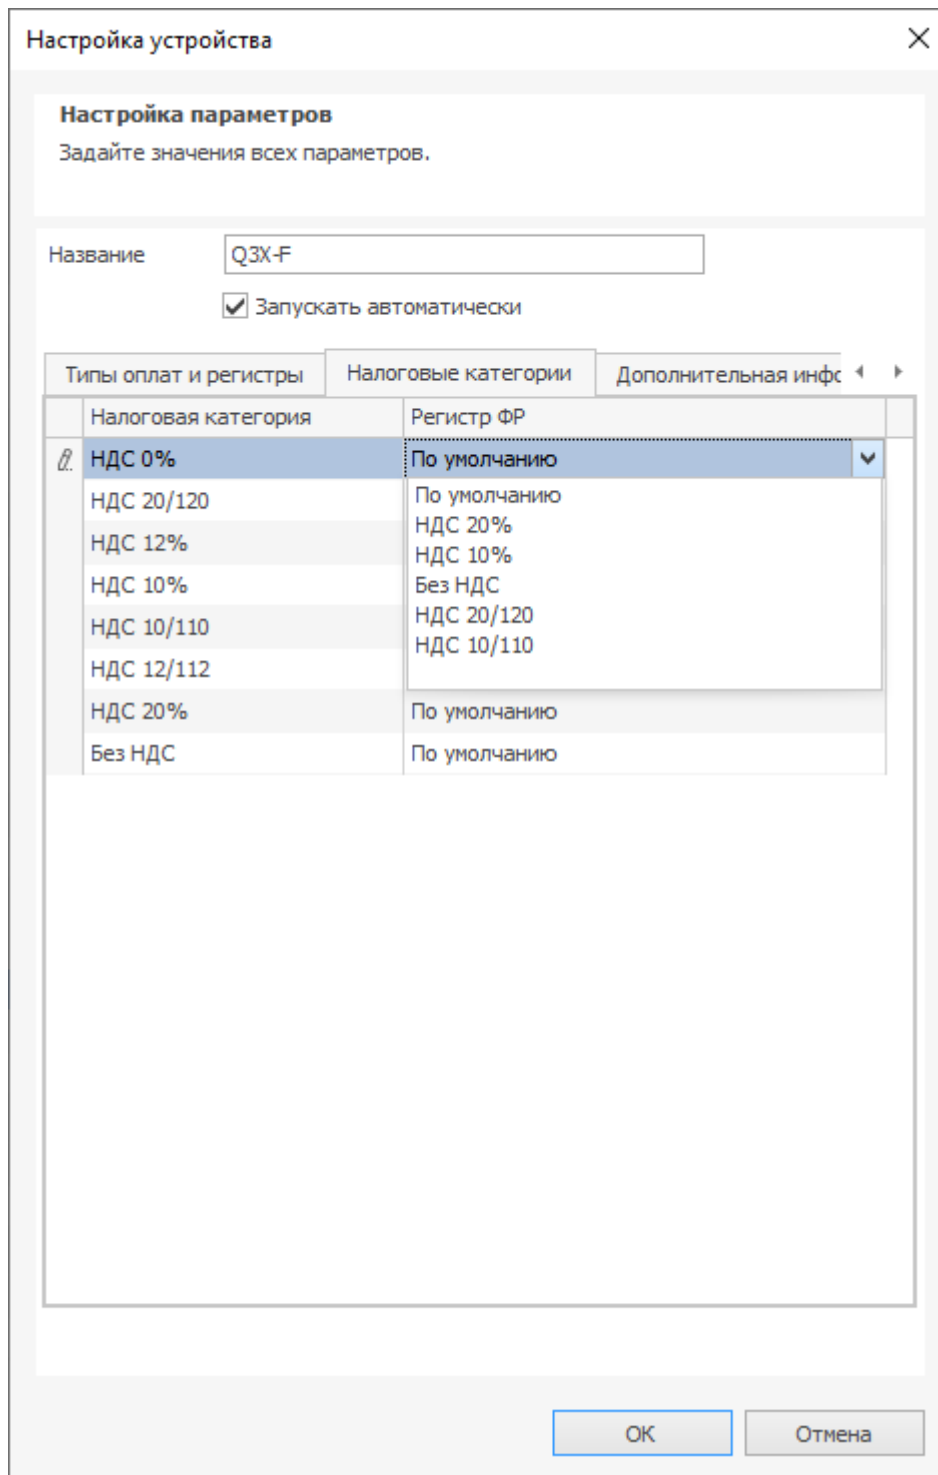 Настройка устройства
Настройка параметров
Задайте значения всех параметров.
Название Q3X-F
Запускать автоматически
Типы оплат и регистры Налоговые категории Дополнительная инфо
Налоговая категория Регистр ФР
НДС 0% По умолчанию
НДС 20/120 По умолчанию
НДС 12% НДС 20%
НДС 10%
НДС 10% Без НДС
НДС 10/110 НДС 20/120
НДС 10/110
НДС 12/112
НДС 20% По умолчанию
Без НДС По умолчанию
OK Отмена